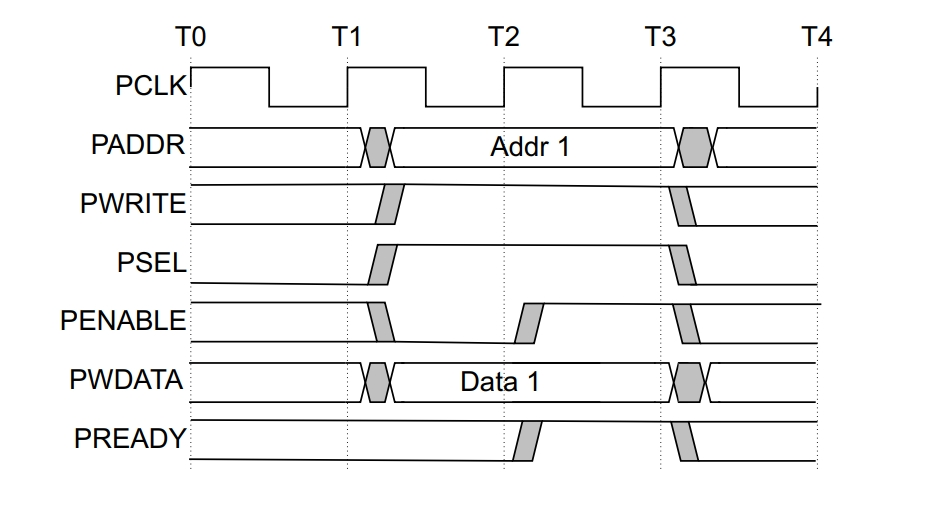 T0 T1 T2 T3 T4
PCLK
PADDR Addr 1
PWRITE
PSEL
PENABLE
PWDATA Data 1
PREADY